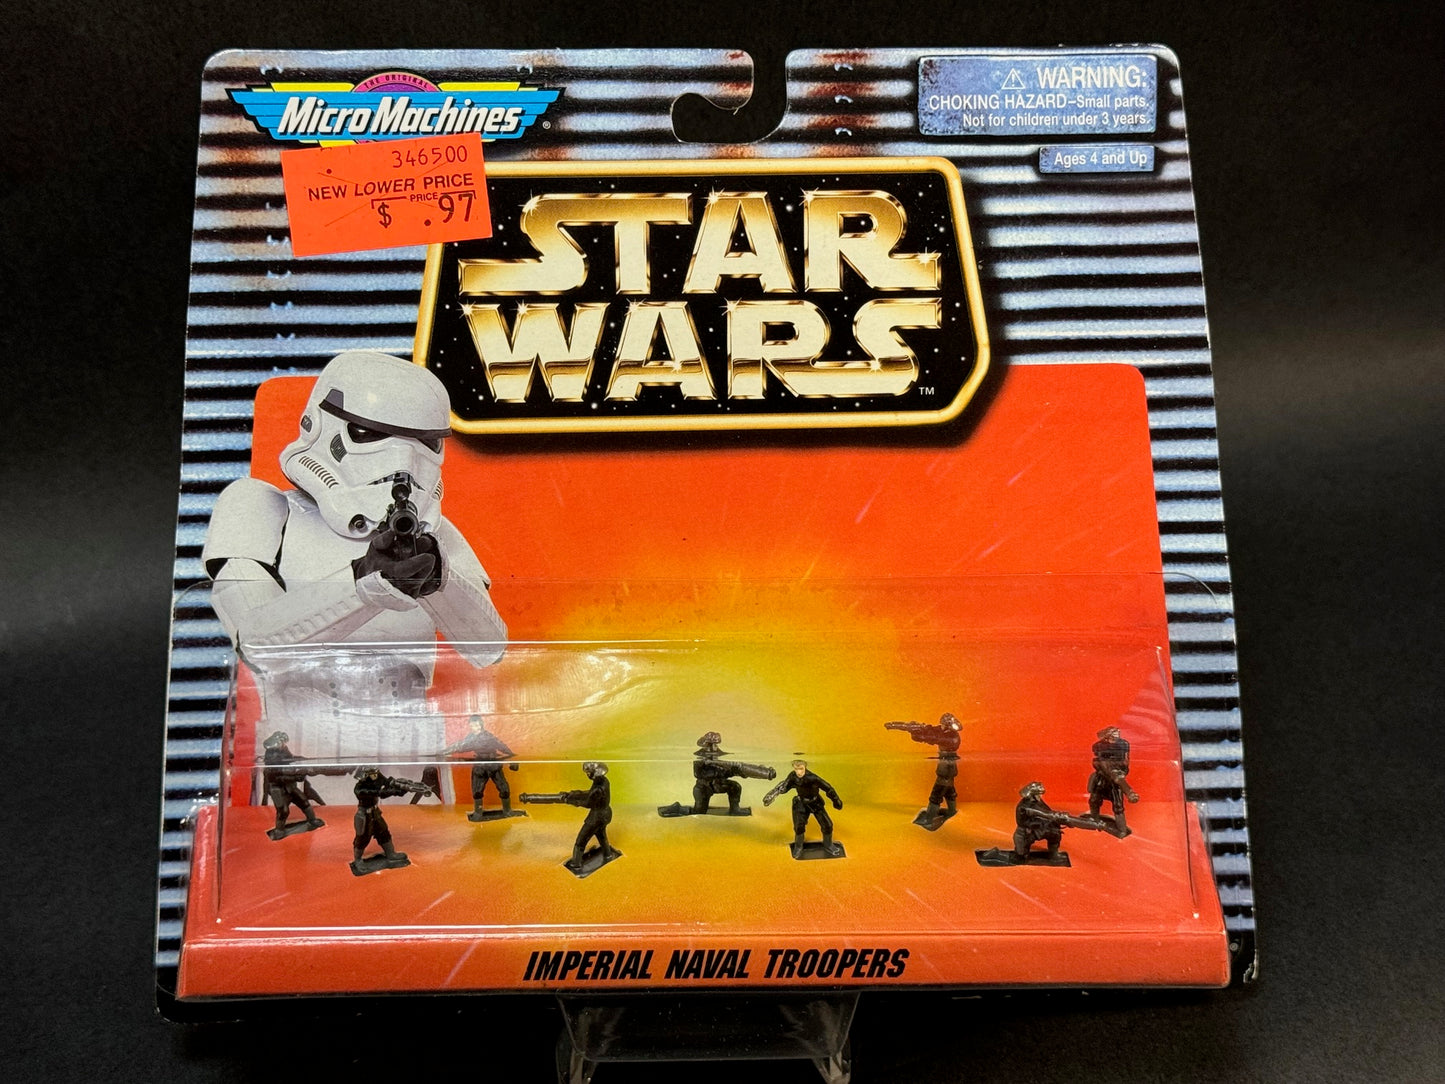 THE ORIGINAL
Micro Machines ®
346500
NEW LOWER PRICE
PRICE
$ .97
⚠ WARNING:
CHOKING HAZARD–Small parts.
Not for children under 3 years.
Ages 4 and Up
STAR
WARS
TM
IMPERIAL NAVAL TROOPERS